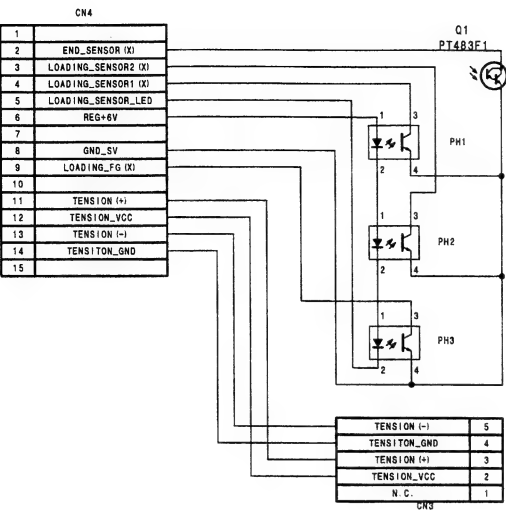 CN4
1
2 END_SENSOR (X)
3 LOADING_SENSOR2 (X)
4 LOADING_SENSOR1 (X)
5 LOADING_SENSOR_LED
6 REG+6V
7
8 GND_SV
9 LOADING_FG (X)
10
11 TENSION (+)
12 TENSION_VCC
13 TENSION (-)
14 TENSITON_GND
15
Q1
PT483F1
1 3
PH1
2 4
1 3
PH2
2 4
1 3
PH3
2 4
TENSION (-) 5
TENSITON_GND 4
TENSION (+) 3
TENSION_VCC 2
N.C. 1
CN3